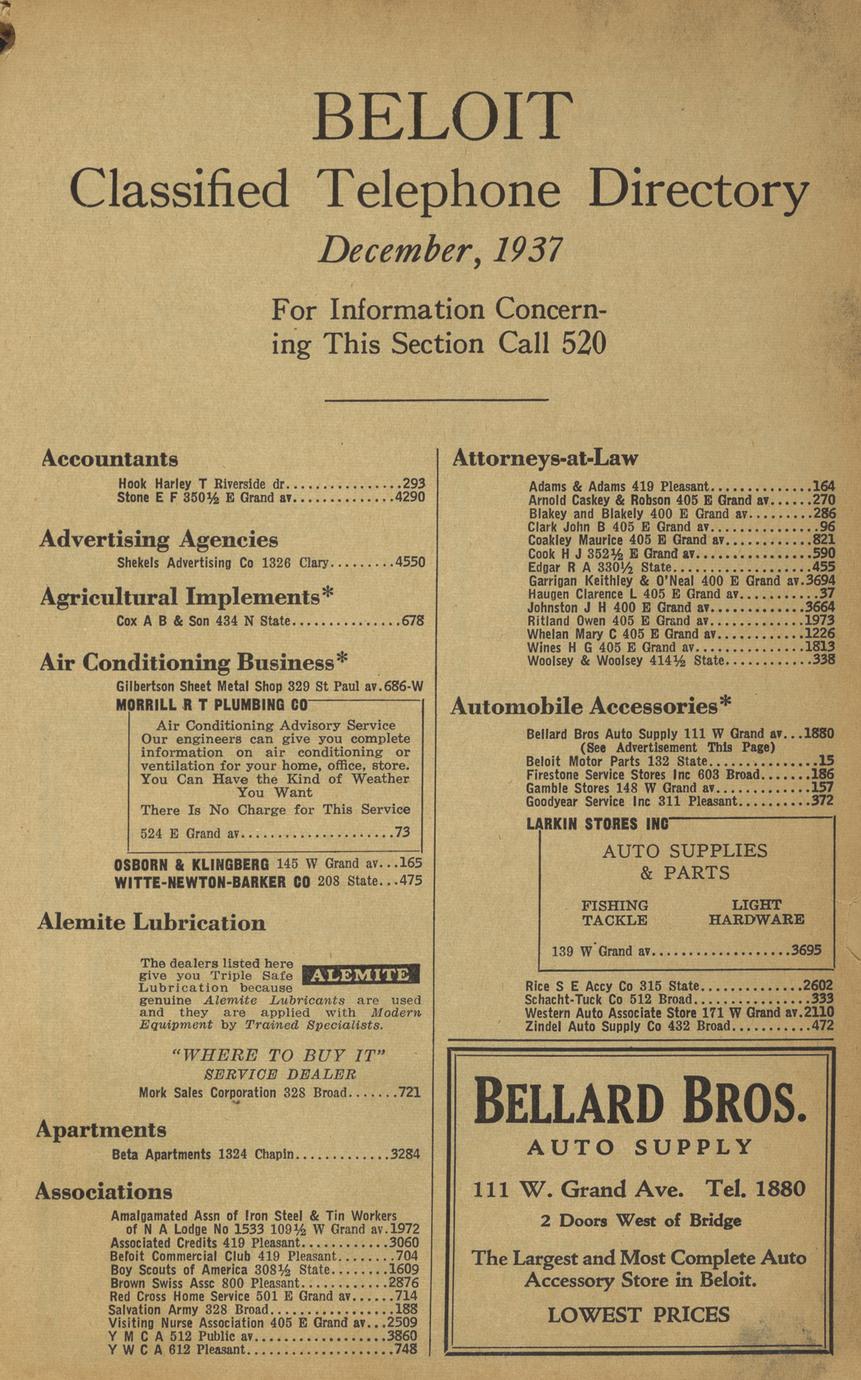 BELOIT
Classified Telephone Directory
December, 1937
For Information Concern-
ing This Section Call 520
Accountants
Hook Harley T Riverside dr................293
Stone E F 350½ E Grand av.............4290
Advertising Agencies
Shekels Advertising Co 1326 Clary.........4550
Agricultural Implements*
Cox A B & Son 434 N State...............678
Air Conditioning Business*
Gilbertson Sheet Metal Shop 329 St Paul av.686-W
MORRILL R T PLUMBING CO
Air Conditioning Advisory Service
Our engineers can give you complete
information on air conditioning or
ventilation for your home, office, store.
You Can Have the Kind of Weather
You Want
There Is No Charge for This Service
524 E Grand av......................73
OSBORN & KLINGBERG 145 W Grand av...165
WITTE-NEWTON-BARKER CO 208 State...475
Alemite Lubrication
The dealers listed here
give you Triple Safe
Lubrication because
ALEMITE
genuine Alemite Lubricants are used
and they are applied with Modern
Equipment by Trained Specialists.
"WHERE TO BUY IT"
SERVICE DEALER
Mork Sales Corporation 328 Broad.......721
Apartments
Beta Apartments 1324 Chapin.............3284
Associations
Amalgamated Assn of Iron Steel & Tin Workers
of N A Lodge No 1533 109½ W Grand av.1972
Associated Credits 419 Pleasant............3060
Beloit Commercial Club 419 Pleasant........704
Boy Scouts of America 308½ State........1609
Brown Swiss Assc 800 Pleasant............2876
Red Cross Home Service 501 E Grand av......714
Salvation Army 328 Broad.................188
Visiting Nurse Association 405 E Grand av...2509
Y M C A 512 Public av..................3860
Y W C A 612 Pleasant....................748
Attorneys-at-Law
Adams & Adams 419 Pleasant..............164
Arnold Caskey & Robson 405 E Grand av......270
Blakey and Blakely 400 E Grand av.........286
Clark John B 405 E Grand av...............96
Coakley Maurice 405 E Grand av............821
Cook H J 352½ E Grand av................590
Edgar R A 330½ State...................455
Garrigan Keithley & O'Neal 400 E Grand av.3694
Haugen Clarence L 405 E Grand av..........37
Johnston J H 400 E Grand av.............3664
Ritland Owen 405 E Grand av.............1973
Whelan Mary C 405 E Grand av............1226
Wines H G 405 E Grand av...............1813
Woolsey & Woolsey 414½ State............338
Automobile Accessories*
Bellard Bros Auto Supply 111 W Grand av...1880
(See Advertisement This Page)
Beloit Motor Parts 132 State...............15
Firestone Service Stores Inc 603 Broad.......186
Gamble Stores 148 W Grand av.............157
Goodyear Service Inc 311 Pleasant..........372
LARKIN STORES INC
AUTO SUPPLIES
& PARTS
FISHING LIGHT
TACKLE HARDWARE
139 W Grand av...................3695
Rice S E Accy Co 315 State..............2602
Schacht-Tuck Co 512 Broad................333
Western Auto Associate Store 171 W Grand av.2110
Zindel Auto Supply Co 432 Broad...........472
BELLARD BROS.
AUTO SUPPLY
111 W. Grand Ave. Tel. 1880
2 Doors West of Bridge
The Largest and Most Complete Auto
Accessory Store in Beloit.
LOWEST PRICES